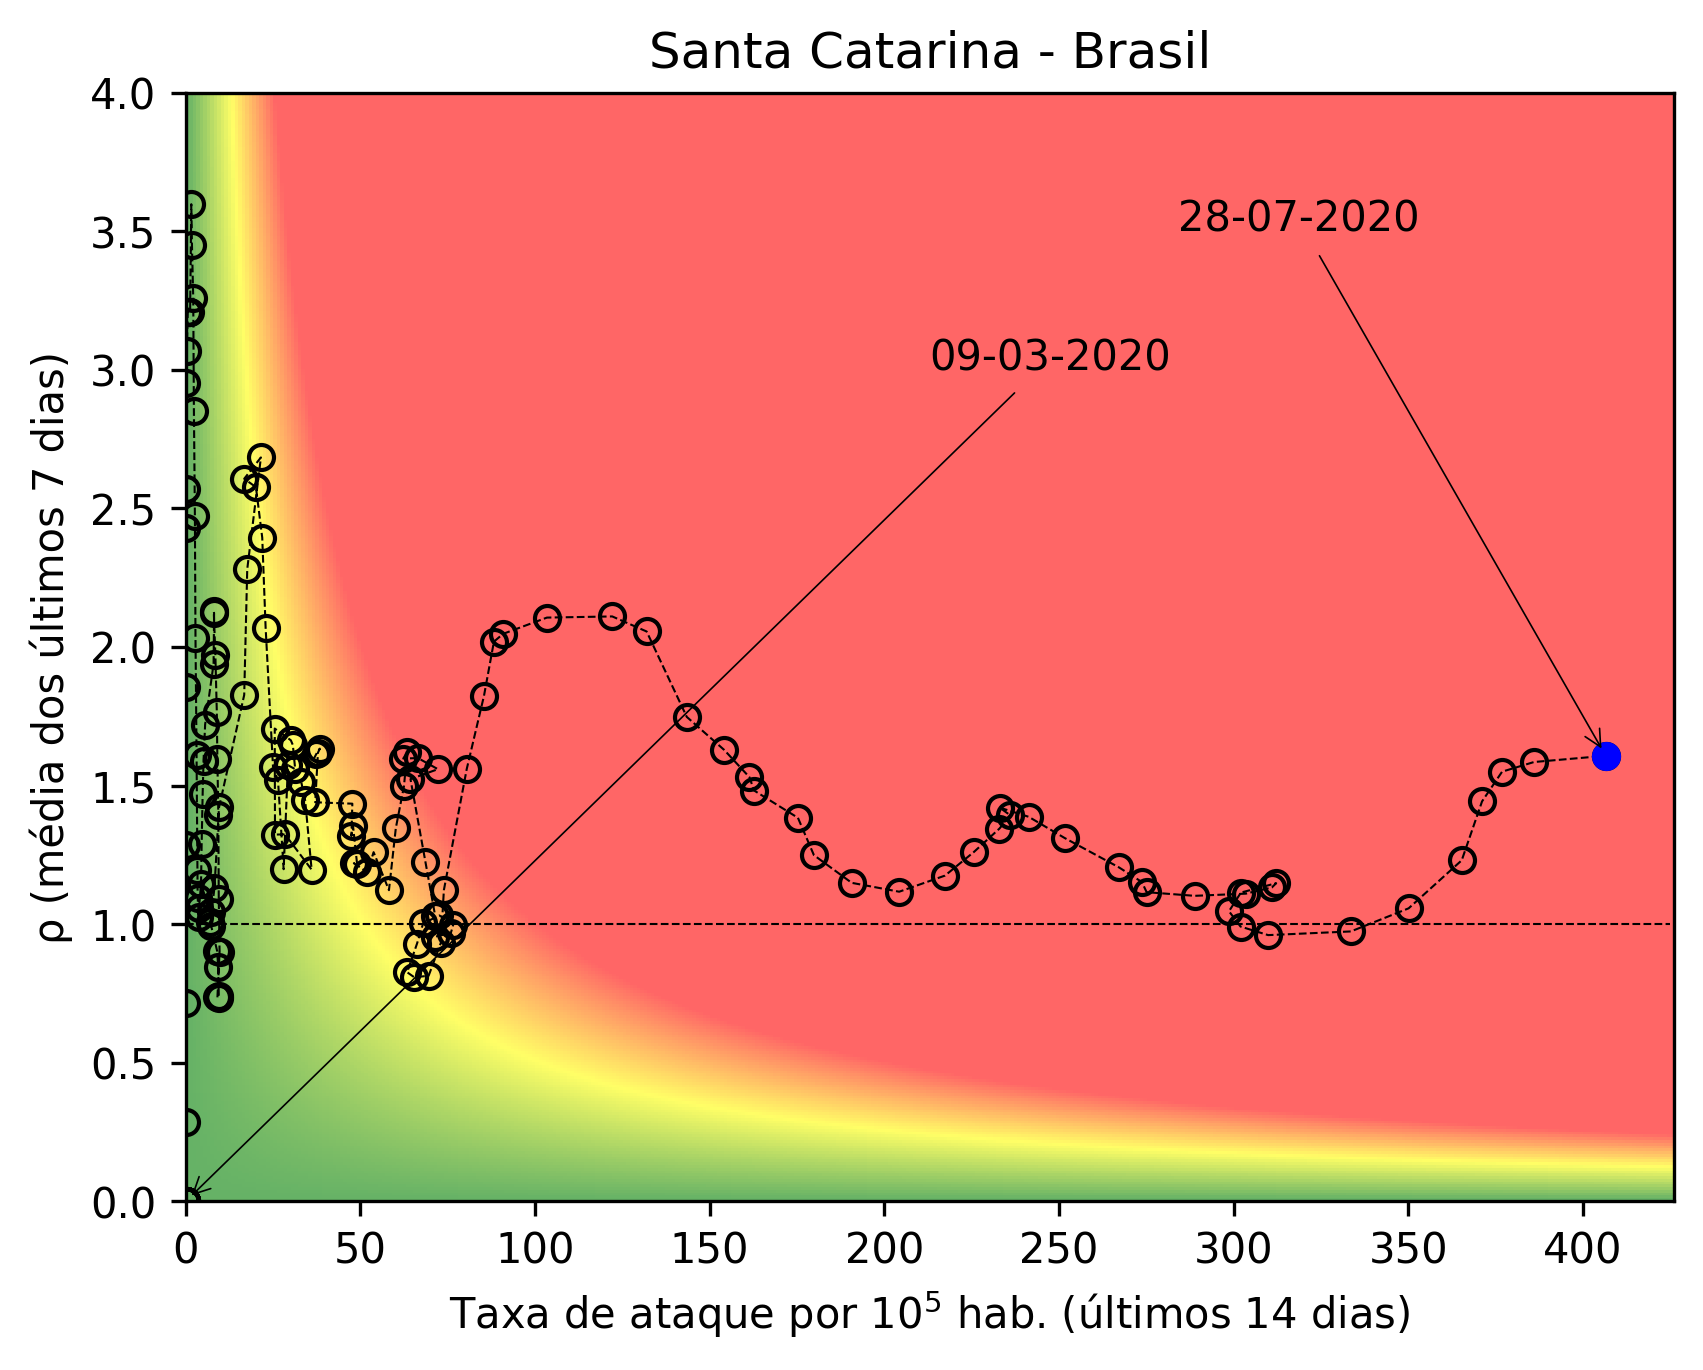 Santa Catarina - Brasil
4.0
3.5
3.0
2.5
2.0
1.5
1.0
0.5
0.0
ρ (média dos últimos 7 dias)
28-07-2020
09-03-2020
0 50 100 150 200 250 300 350 400
Taxa de ataque por 10⁵ hab. (últimos 14 dias)